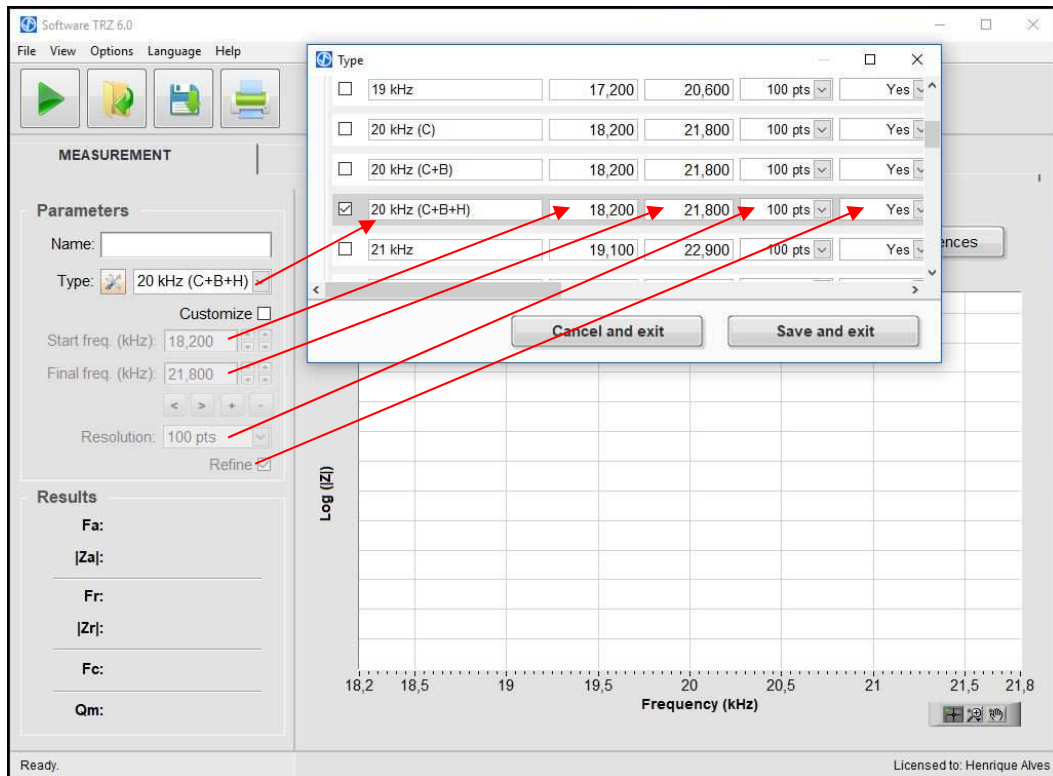 Software TRZ 6.0
File View Options Language Help
MEASUREMENT
Parameters
Name:
Type: 20 kHz (C+B+H)
Customize
Start freq. (kHz): 18,200
Final freq. (kHz): 21,800
< > + -
Resolution: 100 pts
Refine
Results
Fa:
|Za|:
Fr:
|Zr|:
Fc:
Qm:
Type
19 kHz 17,200 20,600 100 pts Yes
20 kHz (C) 18,200 21,800 100 pts Yes
20 kHz (C+B) 18,200 21,800 100 pts Yes
20 kHz (C+B+H) 18,200 21,800 100 pts Yes
21 kHz 19,100 22,900 100 pts Yes
Cancel and exit Save and exit
ences
Log (|Z|)
18,2 18,5 19 19,5 20 20,5 21 21,5 21,8
Frequency (kHz)
Ready. Licensed to: Henrique Alves